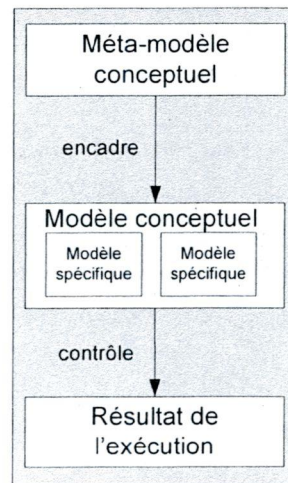 Méta-modèle
conceptuel
encadre
Modèle conceptuel
Modèle
spécifique
Modèle
spécifique
contrôle
Résultat de
l'exécution